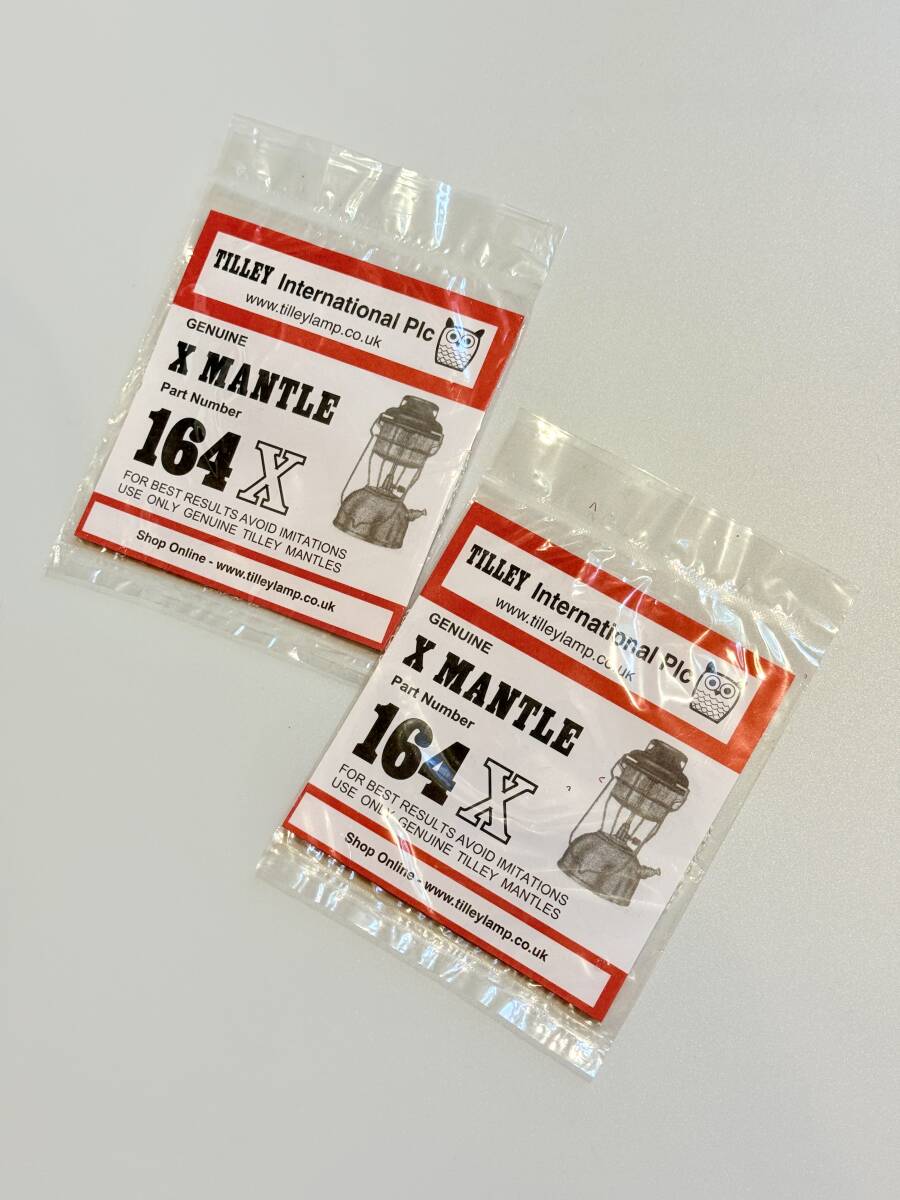 TILLEY International Plc
www.tilleylamp.co.uk
GENUINE
X MANTLE
Part Number
164 X
FOR BEST RESULTS AVOID IMITATIONS
USE ONLY GENUINE TILLEY MANTLES
Shop Online - www.tilleylamp.co.uk
TILLEY International Plc
www.tilleylamp.co.uk
GENUINE
X MANTLE
Part Number
164 X
FOR BEST RESULTS AVOID IMITATIONS
USE ONLY GENUINE TILLEY MANTLES
Shop Online - www.tilleylamp.co.uk